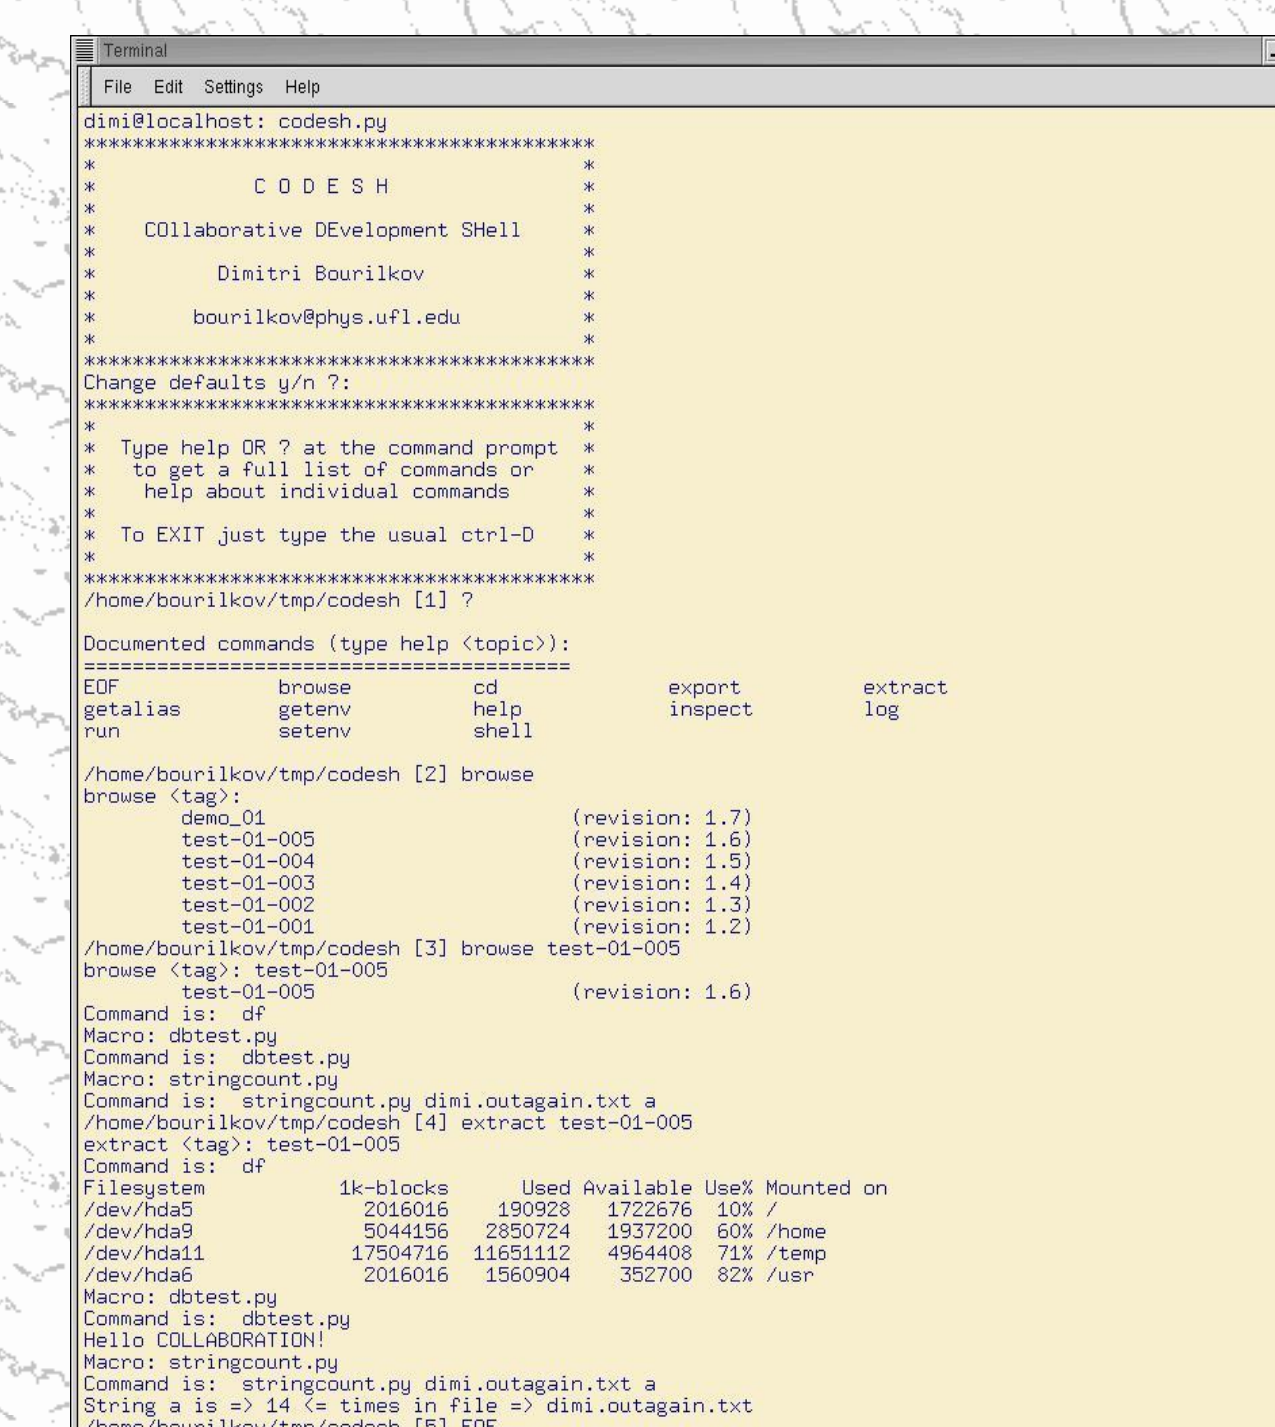 Terminal
File Edit Settings Help
dimi@localhost: codesh.py
******************************************
*                                        *
*             C O D E S H                *
*                                        *
*    COllaborative DEvelopment SHell     *
*                                        *
*          Dimitri Bourilkov             *
*                                        *
*        bourilkov@phys.ufl.edu          *
*                                        *
******************************************
Change defaults y/n ?:
******************************************
*                                        *
*  Type help OR ? at the command prompt  *
*   to get a full list of commands or    *
*    help about individual commands      *
*                                        *
*  To EXIT just type the usual ctrl-D    *
*                                        *
******************************************
/home/bourilkov/tmp/codesh [1] ?
Documented commands (type help <topic>):
========================================
EOF             browse          cd              export          extract
getalias        getenv          help            inspect         log
run             setenv          shell
/home/bourilkov/tmp/codesh [2] browse
browse <tag>:
        demo_01                         (revision: 1.7)
        test-01-005                     (revision: 1.6)
        test-01-004                     (revision: 1.5)
        test-01-003                     (revision: 1.4)
        test-01-002                     (revision: 1.3)
        test-01-001                     (revision: 1.2)
/home/bourilkov/tmp/codesh [3] browse test-01-005
browse <tag>: test-01-005
        test-01-005                     (revision: 1.6)
Command is:  df
Macro: dbtest.py
Command is:  dbtest.py
Macro: stringcount.py
Command is:  stringcount.py dimi.outagain.txt a
/home/bourilkov/tmp/codesh [4] extract test-01-005
extract <tag>: test-01-005
Command is:  df
Filesystem           1k-blocks      Used Available Use% Mounted on
/dev/hda5              2016016    190928   1722676  10% /
/dev/hda9              5044156   2850724   1937200  60% /home
/dev/hda11            17504716  11651112   4964408  71% /temp
/dev/hda6              2016016   1560904    352700  82% /usr
Macro: dbtest.py
Command is:  dbtest.py
Hello COLLABORATION!
Macro: stringcount.py
Command is:  stringcount.py dimi.outagain.txt a
String a is => 14 <= times in file => dimi.outagain.txt
/home/bourilkov/tmp/codesh [5] EOF